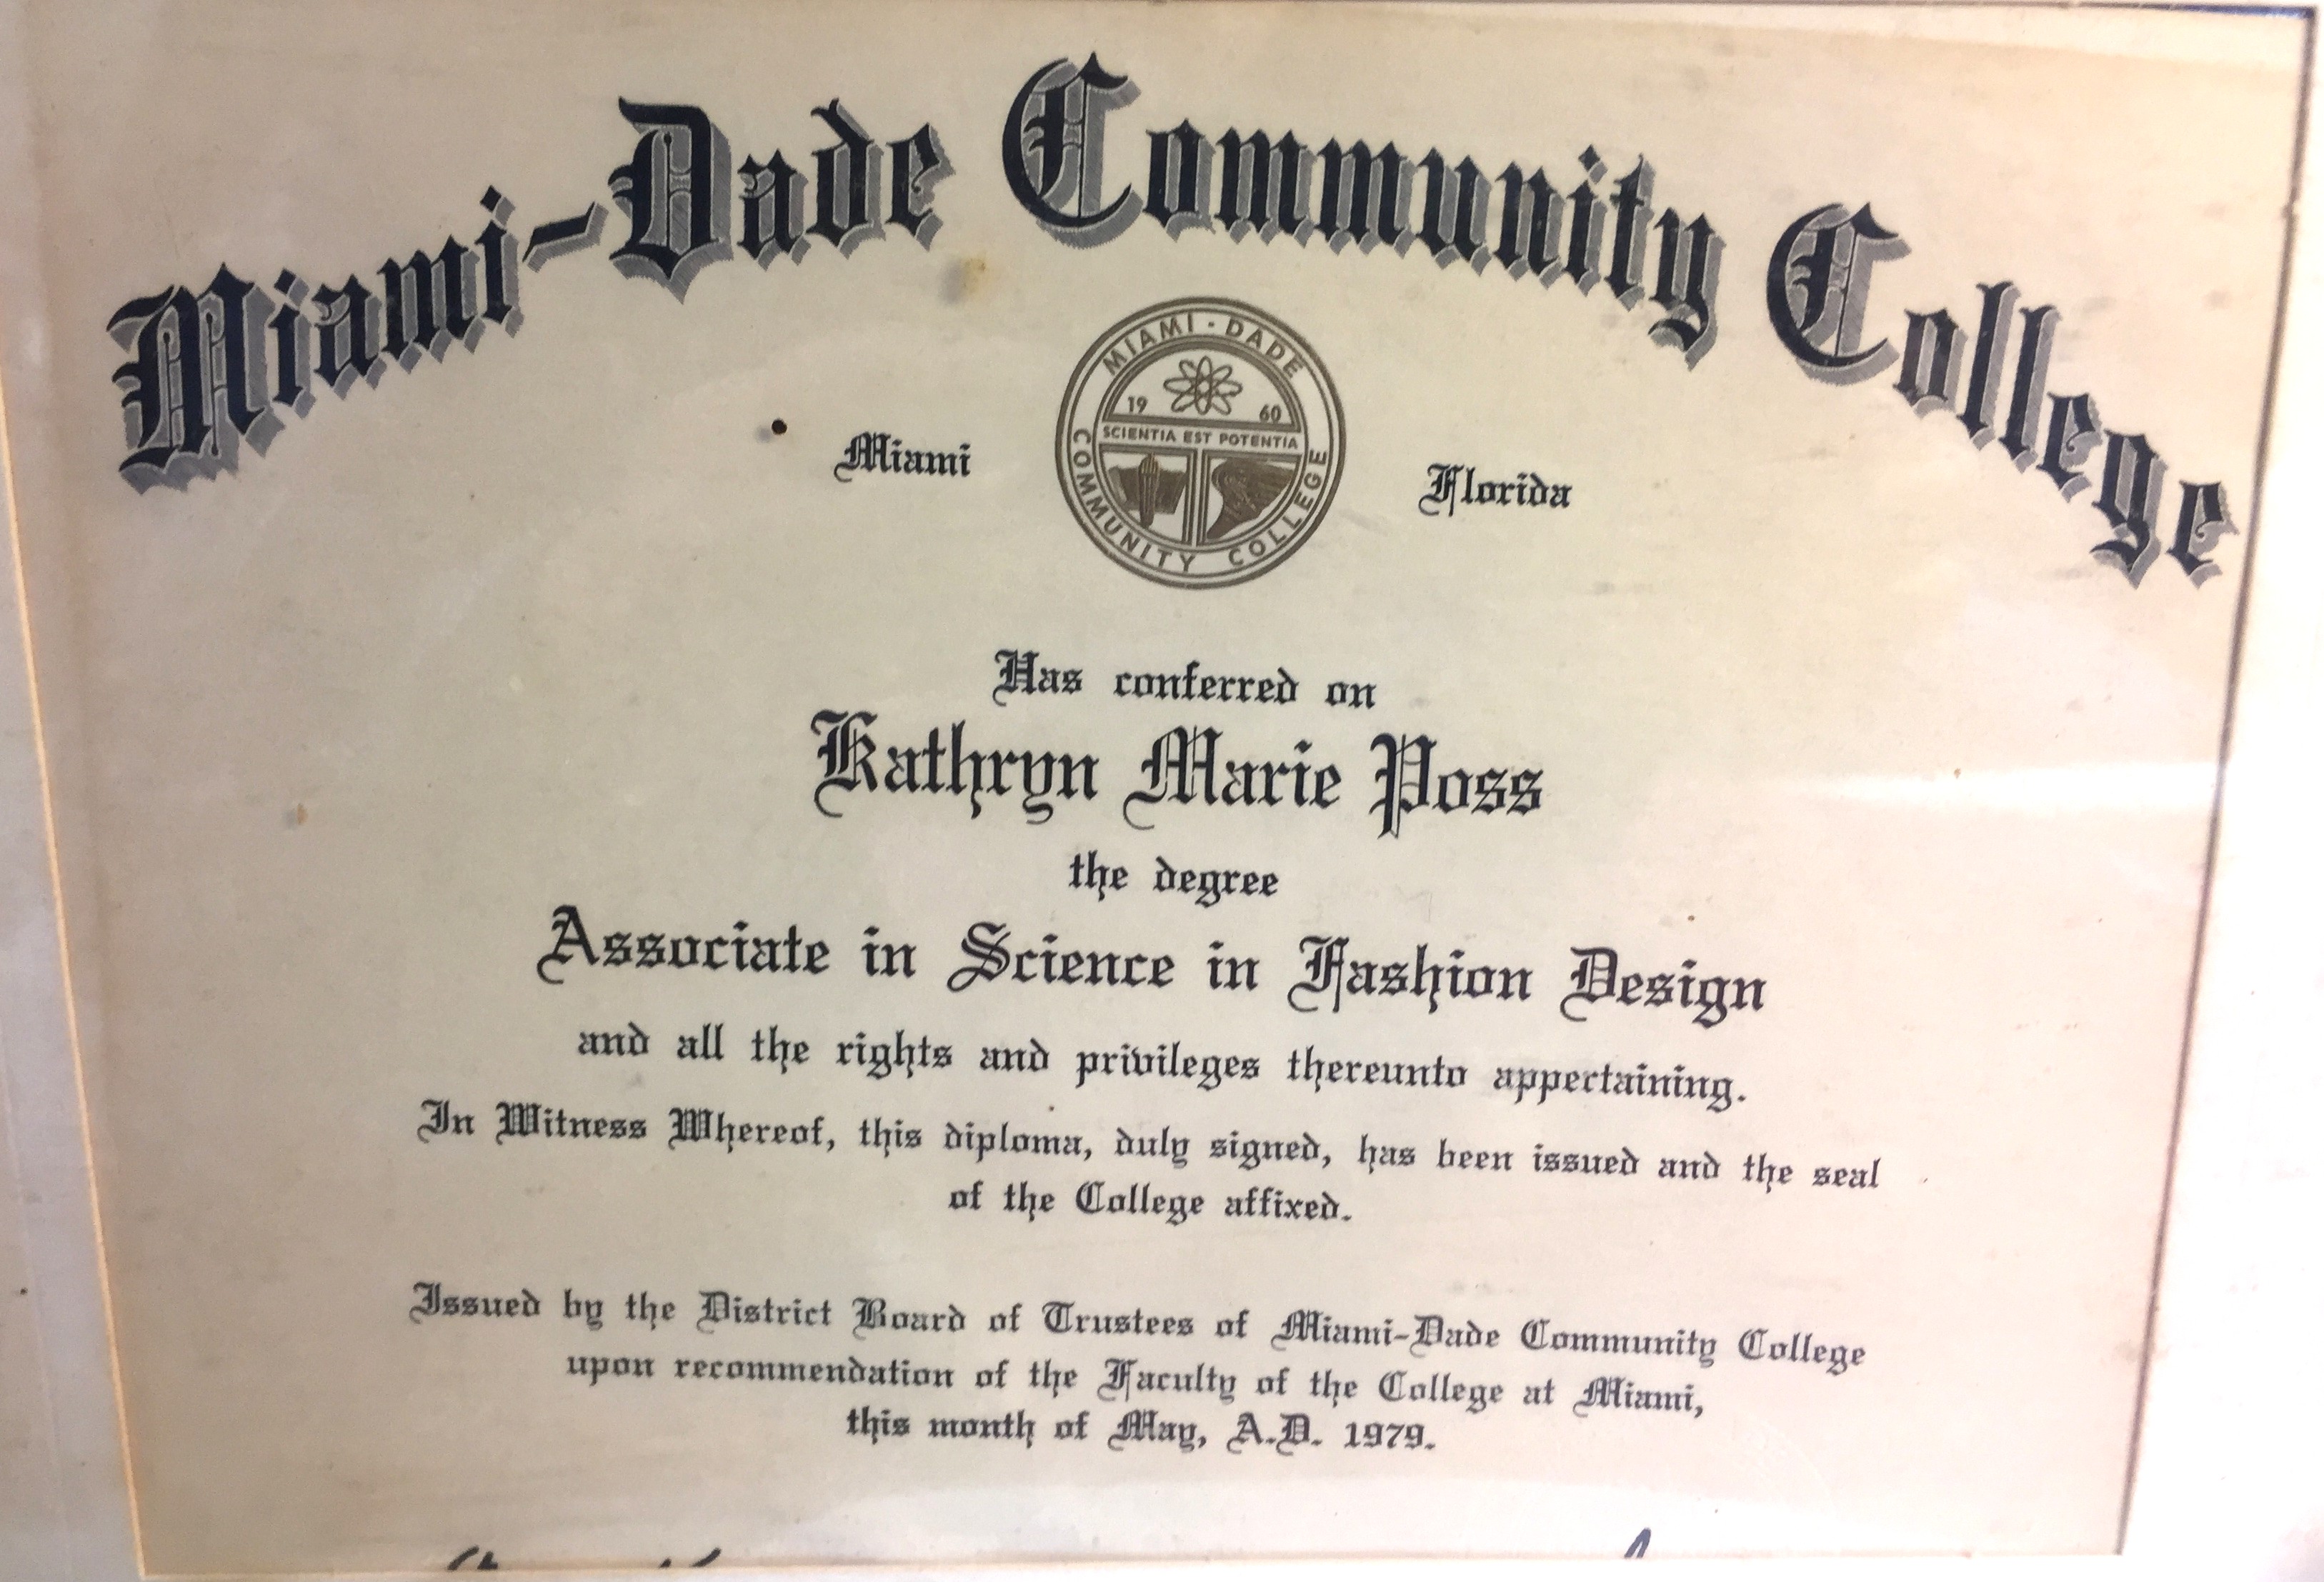 Miami-Dade Community College
MIAMI · DADE
19 60
SCIENTIA EST POTENTIA
COMMUNITY COLLEGE
Miami Florida
Has conferred on
Kathryn Marie Poss
the degree
Associate in Science in Fashion Design
and all the rights and privileges thereunto appertaining.
In Witness Whereof, this diploma, duly signed, has been issued and the seal
of the College affixed.
Issued by the District Board of Trustees of Miami-Dade Community College
upon recommendation of the Faculty of the College at Miami,
this month of May, A.D. 1979.